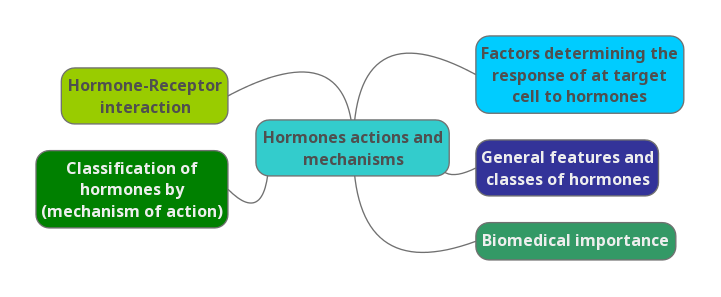 Hormone-Receptor
interaction
Classification of
hormones by
(mechanism of action)
Hormones actions and
mechanisms
Factors determining the
response of at target
cell to hormones
General features and
classes of hormones
Biomedical importance